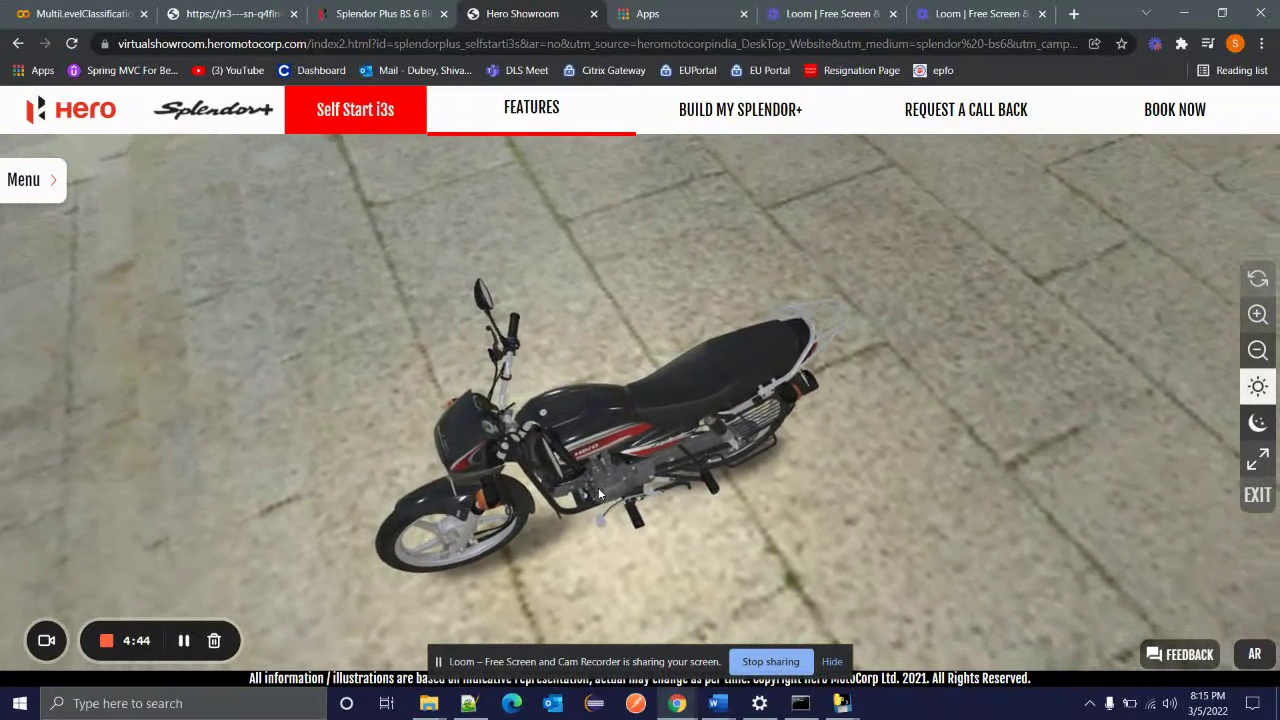 MultiLevelClassificatio
https://rr3---sn-q4flnl
Splendor Plus BS 6 Bi
Hero Showroom
Apps
Loom | Free Screen &
Loom | Free Screen &
virtualshowroom.heromotocorp.com/index2.html?id=splendorplus_selfstarti3s&at=no&utm_source=heromotocorpindia_DeskTop_Website&utm_medium=splendor%20-bs6&utm_camp...
Apps
Spring MVC For Be...
(3) YouTube
Dashboard
Mail - Dubey, Shiva...
DLS Meet
Citrix Gateway
EUPortal
EU Portal
Resignation Page
epfo
Reading list
HERO
Splendor+
Self Start i3s
FEATURES
BUILD MY SPLENDOR+
REQUEST A CALL BACK
BOOK NOW
Menu
HERO
EXIT
4:44
Loom – Free Screen and Cam Recorder is sharing your screen.
Stop sharing
Hide
FEEDBACK
AR
All information / illustrations are based on indicative representation, actual may change as per time. Copyright Hero MotoCorp Ltd. 2021. All Rights Reserved.
Type here to search
8:15 PM
3/5/2022